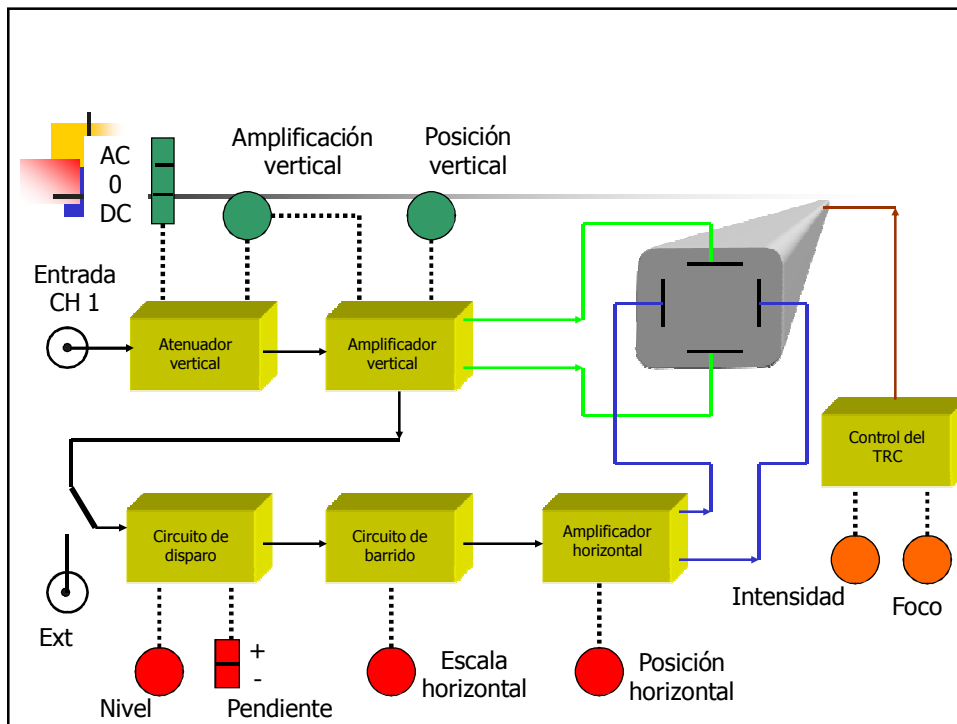 Amplificación
vertical
Posición
vertical
AC
0
DC
Entrada
CH 1
Atenuador
vertical
Amplificador
vertical
Control del
TRC
Circuito de
disparo
Circuito de
barrido
Amplificador
horizontal
Intensidad
Foco
Ext
+
-
Nivel
Pendiente
Escala
horizontal
Posición
horizontal